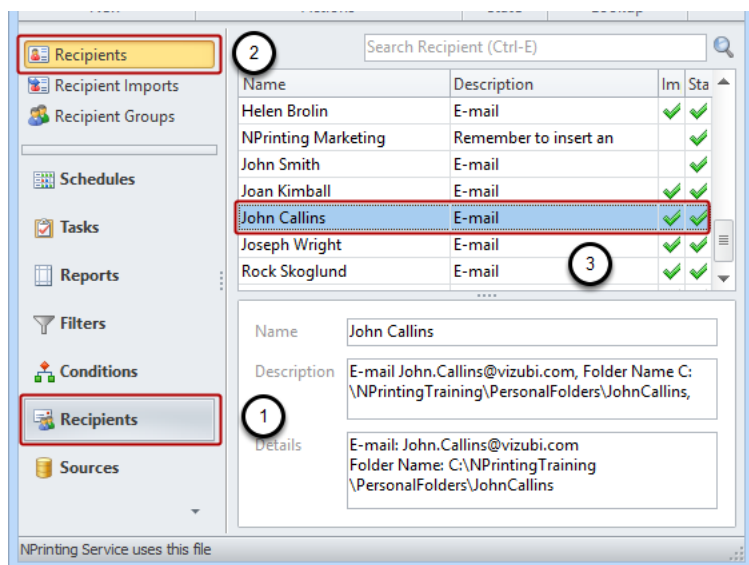 Recipients
Recipient Imports
Recipient Groups
Schedules
Tasks
Reports
Filters
Conditions
Recipients
Sources
2
Search Recipient (Ctrl-E)
Name Description Im Sta
Helen Brolin E-mail
NPrinting Marketing Remember to insert an
John Smith E-mail
Joan Kimball E-mail
John Callins E-mail
Joseph Wright E-mail
Rock Skoglund E-mail
3
Name John Callins
Description E-mail John.Callins@vizubi.com, Folder Name C:
\NPrintingTraining\PersonalFolders\JohnCallins,
1
Details E-mail: John.Callins@vizubi.com
Folder Name: C:\NPrintingTraining
\PersonalFolders\JohnCallins
NPrinting Service uses this file